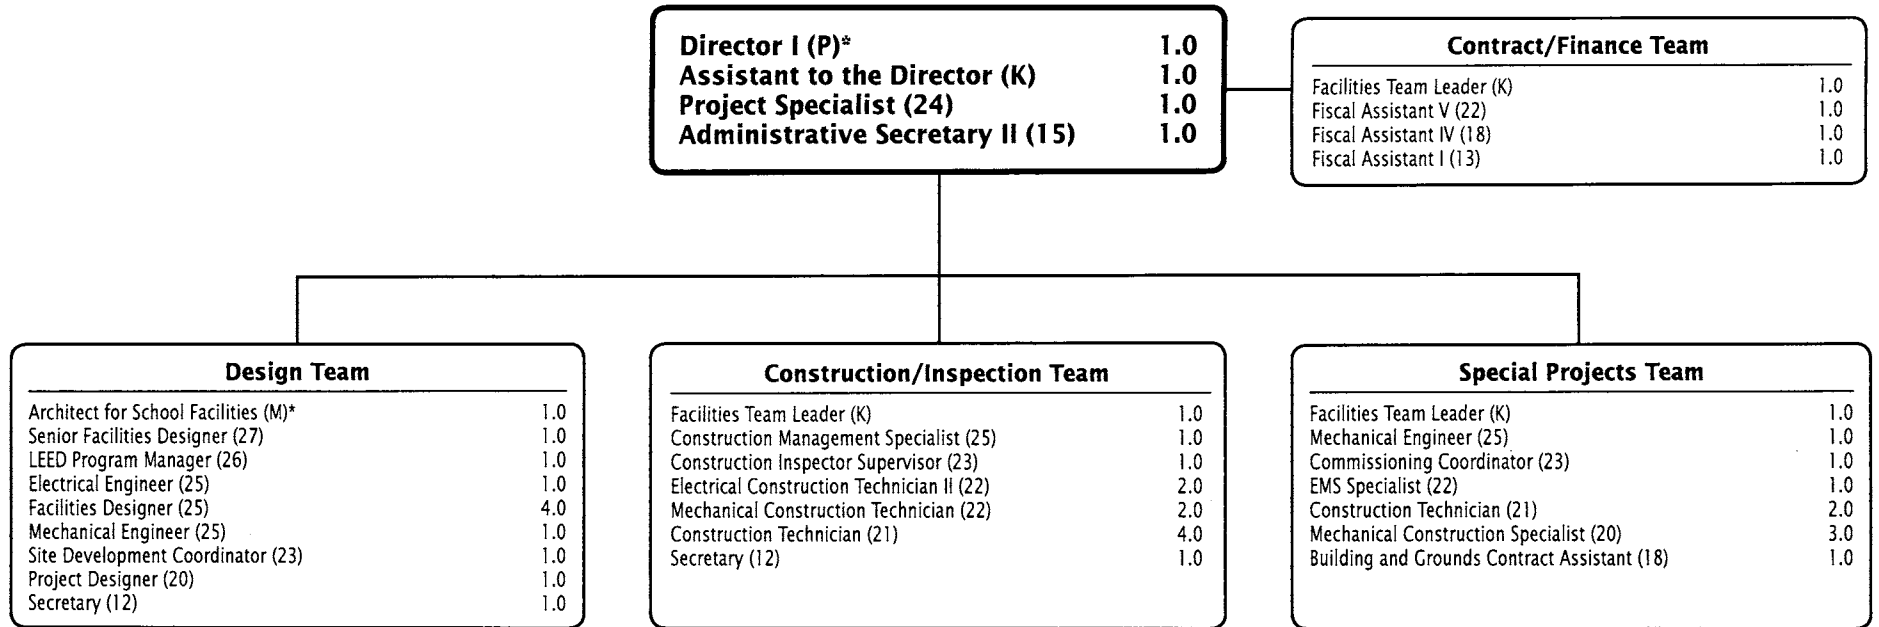 Director I (P)* 1.0
Assistant to the Director (K) 1.0
Project Specialist (24) 1.0
Administrative Secretary II (15) 1.0
Contract/Finance Team
Facilities Team Leader (K) 1.0
Fiscal Assistant V (22) 1.0
Fiscal Assistant IV (18) 1.0
Fiscal Assistant I (13) 1.0
Design Team
Architect for School Facilities (M)* 1.0
Senior Facilities Designer (27) 1.0
LEED Program Manager (26) 1.0
Electrical Engineer (25) 1.0
Facilities Designer (25) 4.0
Mechanical Engineer (25) 1.0
Site Development Coordinator (23) 1.0
Project Designer (20) 1.0
Secretary (12) 1.0
Construction/Inspection Team
Facilities Team Leader (K) 1.0
Construction Management Specialist (25) 1.0
Construction Inspector Supervisor (23) 1.0
Electrical Construction Technician II (22) 2.0
Mechanical Construction Technician (22) 2.0
Construction Technician (21) 4.0
Secretary (12) 1.0
Special Projects Team
Facilities Team Leader (K) 1.0
Mechanical Engineer (25) 1.0
Commissioning Coordinator (23) 1.0
EMS Specialist (22) 1.0
Construction Technician (21) 2.0
Mechanical Construction Specialist (20) 3.0
Building and Grounds Contract Assistant (18) 1.0